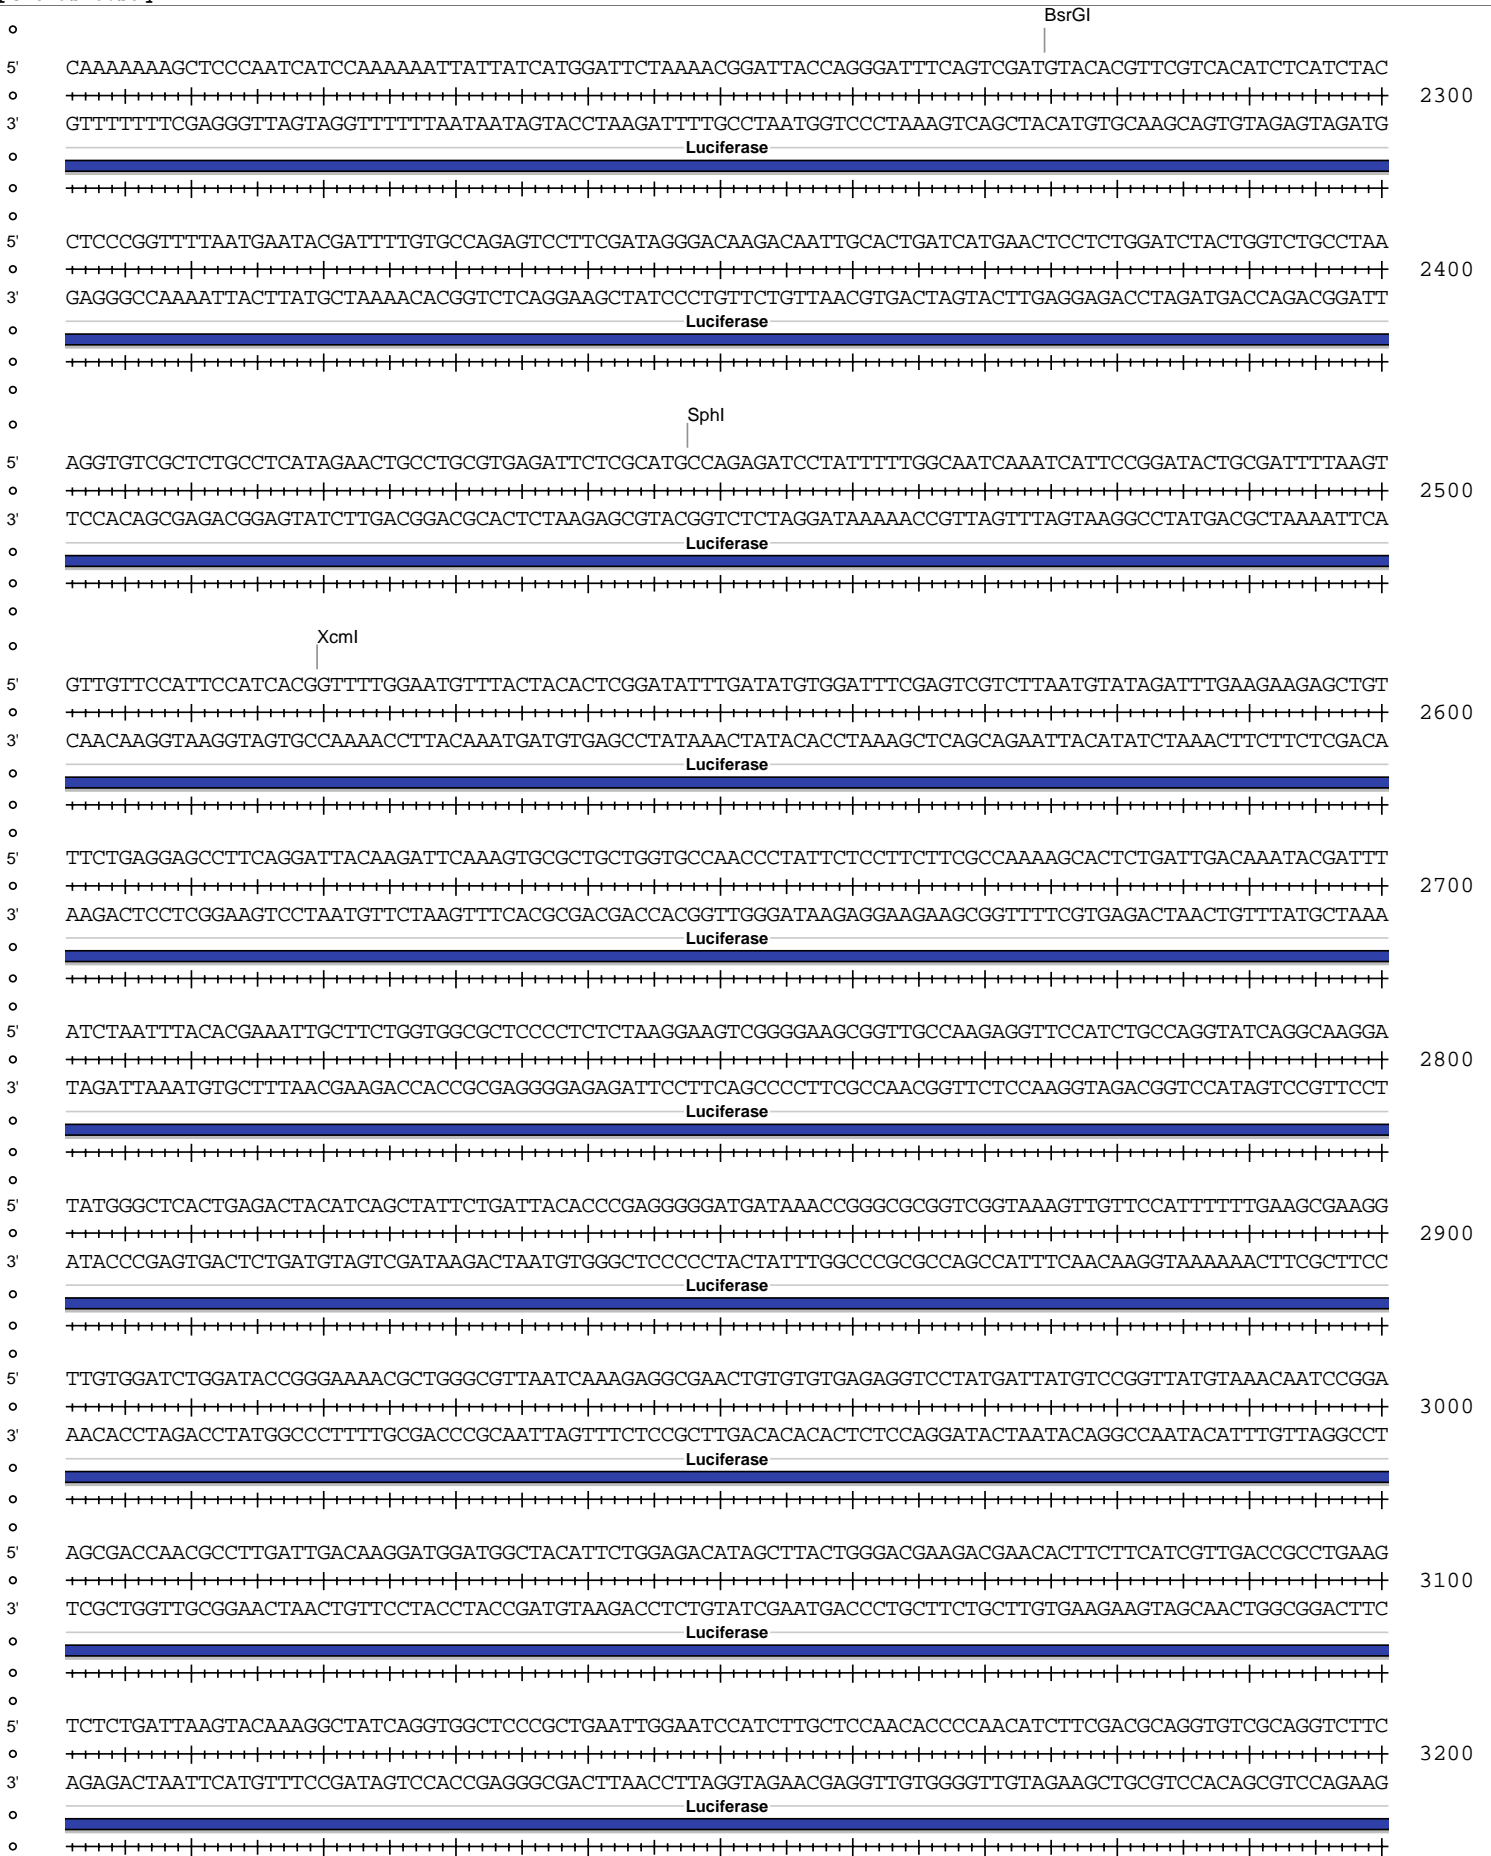 BsrGI
5' CAAAAAAAGCTCCCAATCATCCAAAAAATTATTATCATGGATTCTAAAACGGATTACCAGGGATTTCAGTCGATGTACACGTTCGTCACATCTCATCTAC
2300
3' GTTTTTTTCGAGGGTTAGTAGGTTTTTTAATAATAGTACCTAAGATTTTGCCTAATGGTCCCTAAAGTCAGCTACATGTGCAAGCAGTGTAGAGTAGATG
Luciferase
5' CTCCCGGTTTTAATGAATACGATTTTGTGCCAGAGTCCTTCGATAGGGACAAGACAATTGCACTGATCATGAACTCCTCTGGATCTACTGGTCTGCCTAA
2400
3' GAGGGCCAAAATTACTTATGCTAAAACACGGTCTCAGGAAGCTATCCCTGTTCTGTTAACGTGACTAGTACTTGAGGAGACCTAGATGACCAGACGGATT
Luciferase
SphI
5' AGGTGTCGCTCTGCCTCATAGAACTGCCTGCGTGAGATTCTCGCATGCCAGAGATCCTATTTTTGGCAATCAAATCATTCCGGATACTGCGATTTTAAGT
2500
3' TCCACAGCGAGACGGAGTATCTTGACGGACGCACTCTAAGAGCGTACGGTCTCTAGGATAAAAACCGTTAGTTTAGTAAGGCCTATGACGCTAAAATTCA
Luciferase
XcmI
5' GTTGTTCCATTCCATCACGGTTTTGGAATGTTTACTACACTCGGATATTTGATATGTGGATTTCGAGTCGTCTTAATGTATAGATTTGAAGAAGAGCTGT
2600
3' CAACAAGGTAAGGTAGTGCCAAAACCTTACAAATGATGTGAGCCTATAAACTATACACCTAAAGCTCAGCAGAATTACATATCTAAACTTCTTCTCGACA
Luciferase
5' TTCTGAGGAGCCTTCAGGATTACAAGATTCAAAGTGCGCTGCTGGTGCCAACCCTATTCTCCTTCTTCGCCAAAAGCACTCTGATTGACAAATACGATTT
2700
3' AAGACTCCTCGGAAGTCCTAATGTTCTAAGTTTCACGCGACGACCACGGTTGGGATAAGAGGAAGAAGCGGTTTTCGTGAGACTAACTGTTTATGCTAAA
Luciferase
5' ATCTAATTTACACGAAATTGCTTCTGGTGGCGCTCCCCTCTCTAAGGAAGTCGGGGAAGCGGTTGCCAAGAGGTTCCATCTGCCAGGTATCAGGCAAGGA
2800
3' TAGATTAAATGTGCTTTAACGAAGACCACCGCGAGGGGAGAGATTCCTTCAGCCCCTTCGCCAACGGTTCTCCAAGGTAGACGGTCCATAGTCCGTTCCT
Luciferase
5' TATGGGCTCACTGAGACTACATCAGCTATTCTGATTACACCCGAGGGGGATGATAAACCGGGCGCGGTCGGTAAAGTTGTTCCATTTTTTGAAGCGAAGG
2900
3' ATACCCGAGTGACTCTGATGTAGTCGATAAGACTAATGTGGGCTCCCCCTACTATTTGGCCCGCGCCAGCCATTTCAACAAGGTAAAAAACTTCGCTTCC
Luciferase
5' TTGTGGATCTGGATACCGGGAAAACGCTGGGCGTTAATCAAAGAGGCGAACTGTGTGTGAGAGGTCCTATGATTATGTCCGGTTATGTAAACAATCCGGA
3000
3' AACACCTAGACCTATGGCCCTTTTGCGACCCGCAATTAGTTTCTCCGCTTGACACACACTCTCCAGGATACTAATACAGGCCAATACATTTGTTAGGCCT
Luciferase
5' AGCGACCAACGCCTTGATTGACAAGGATGGATGGCTACATTCTGGAGACATAGCTTACTGGGACGAAGACGAACACTTCTTCATCGTTGACCGCCTGAAG
3100
3' TCGCTGGTTGCGGAACTAACTGTTCCTACCTACCGATGTAAGACCTCTGTATCGAATGACCCTGCTTCTGCTTGTGAAGAAGTAGCAACTGGCGGACTTC
Luciferase
5' TCTCTGATTAAGTACAAAGGCTATCAGGTGGCTCCCGCTGAATTGGAATCCATCTTGCTCCAACACCCCAACATCTTCGACGCAGGTGTCGCAGGTCTTC
3200
3' AGAGACTAATTCATGTTTCCGATAGTCCACCGAGGGCGACTTAACCTTAGGTAGAACGAGGTTGTGGGGTTGTAGAAGCTGCGTCCACAGCGTCCAGAAG
Luciferase